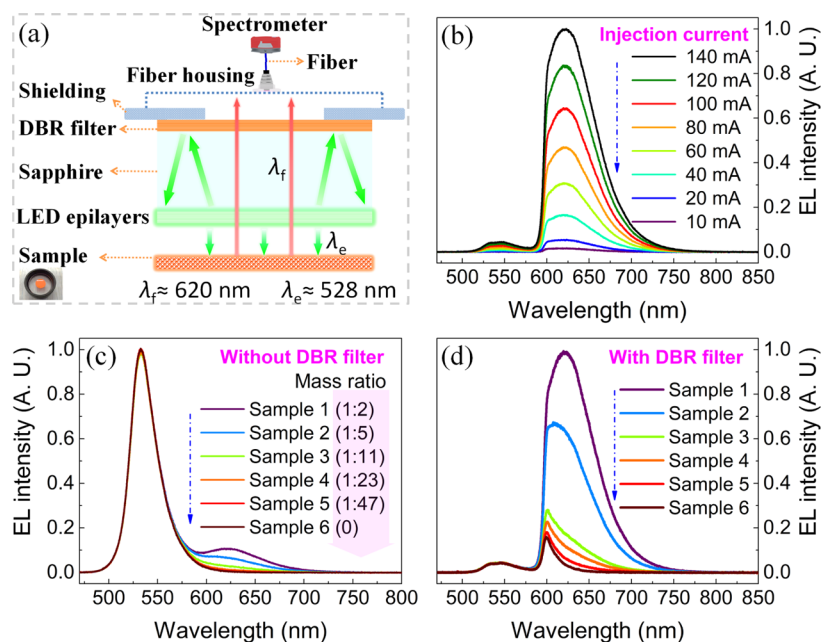 (a)
Spectrometer
Fiber
Fiber housing
Shielding
DBR filter
Sapphire
λf
LED epilayers
λe
Sample
λf≈ 620 nm
λe≈ 528 nm
(b)
Injection current
140 mA
120 mA
100 mA
80 mA
60 mA
40 mA
20 mA
10 mA
1.0
0.8
0.6
0.4
0.2
0.0
EL intensity (A. U.)
500 550 600 650 700 750 800 850
Wavelength (nm)
(c)
Without DBR filter
Mass ratio
Sample 1 (1:2)
Sample 2 (1:5)
Sample 3 (1:11)
Sample 4 (1:23)
Sample 5 (1:47)
Sample 6 (0)
EL intensity (A. U.)
1.0
0.8
0.6
0.4
0.2
0.0
500 550 600 650 700 750 800
Wavelength (nm)
(d)
With DBR filter
Sample 1
Sample 2
Sample 3
Sample 4
Sample 5
Sample 6
1.0
0.8
0.6
0.4
0.2
0.0
EL intensity (A. U.)
500 550 600 650 700 750 800 850
Wavelength (nm)